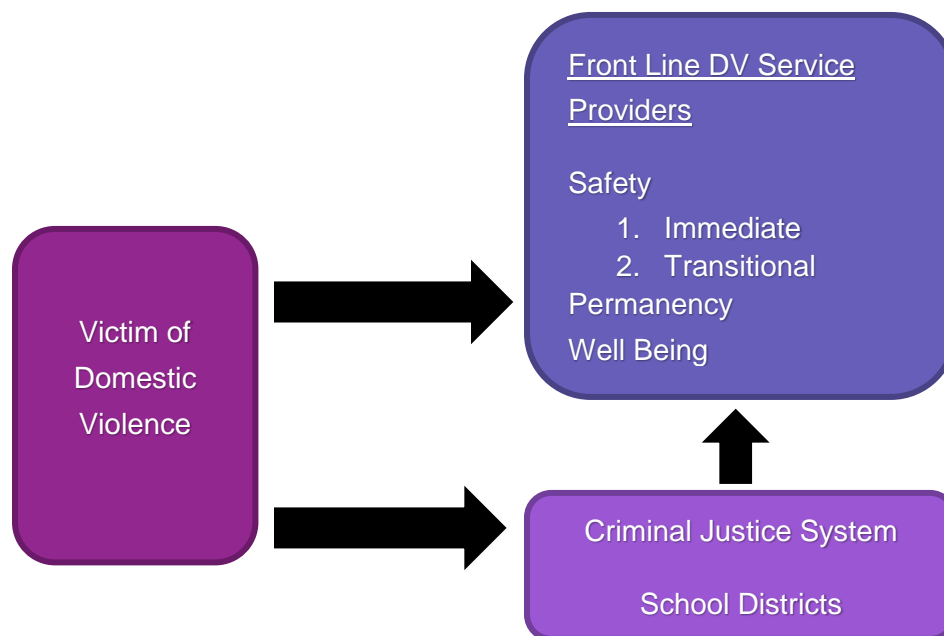 Victim of
Domestic
Violence
Front Line DV Service
Providers
Safety
1. Immediate
2. Transitional
Permanency
Well Being
Criminal Justice System
School Districts